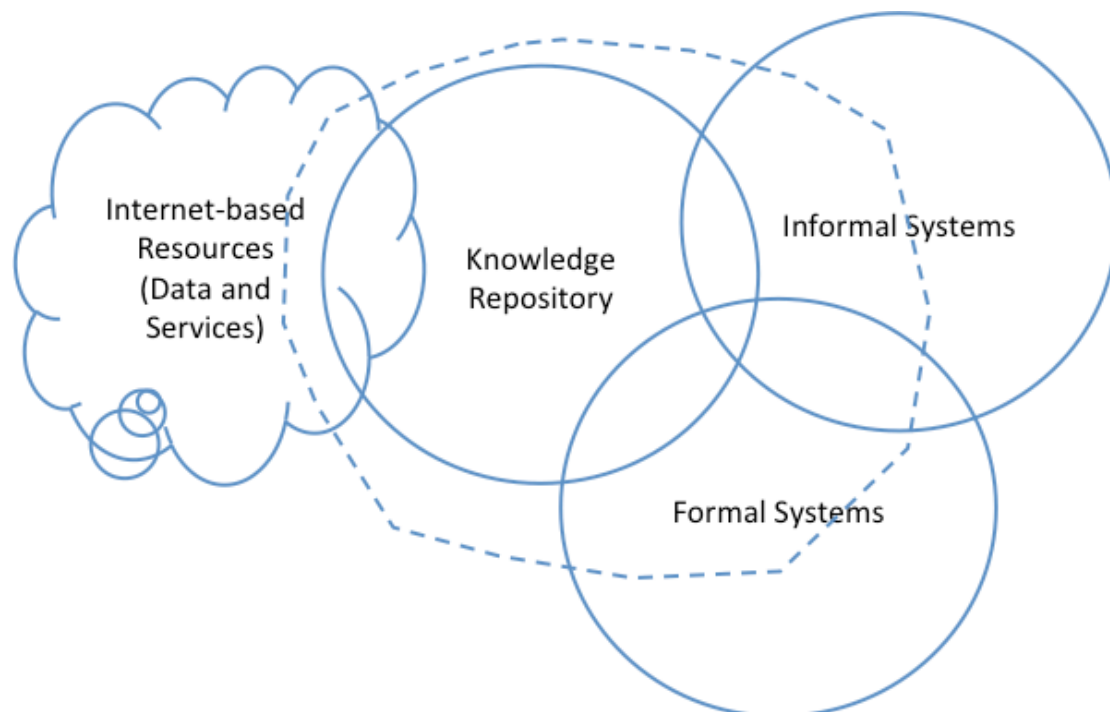 Internet-based
Resources
(Data and
Services)
Knowledge
Repository
Informal Systems
Formal Systems